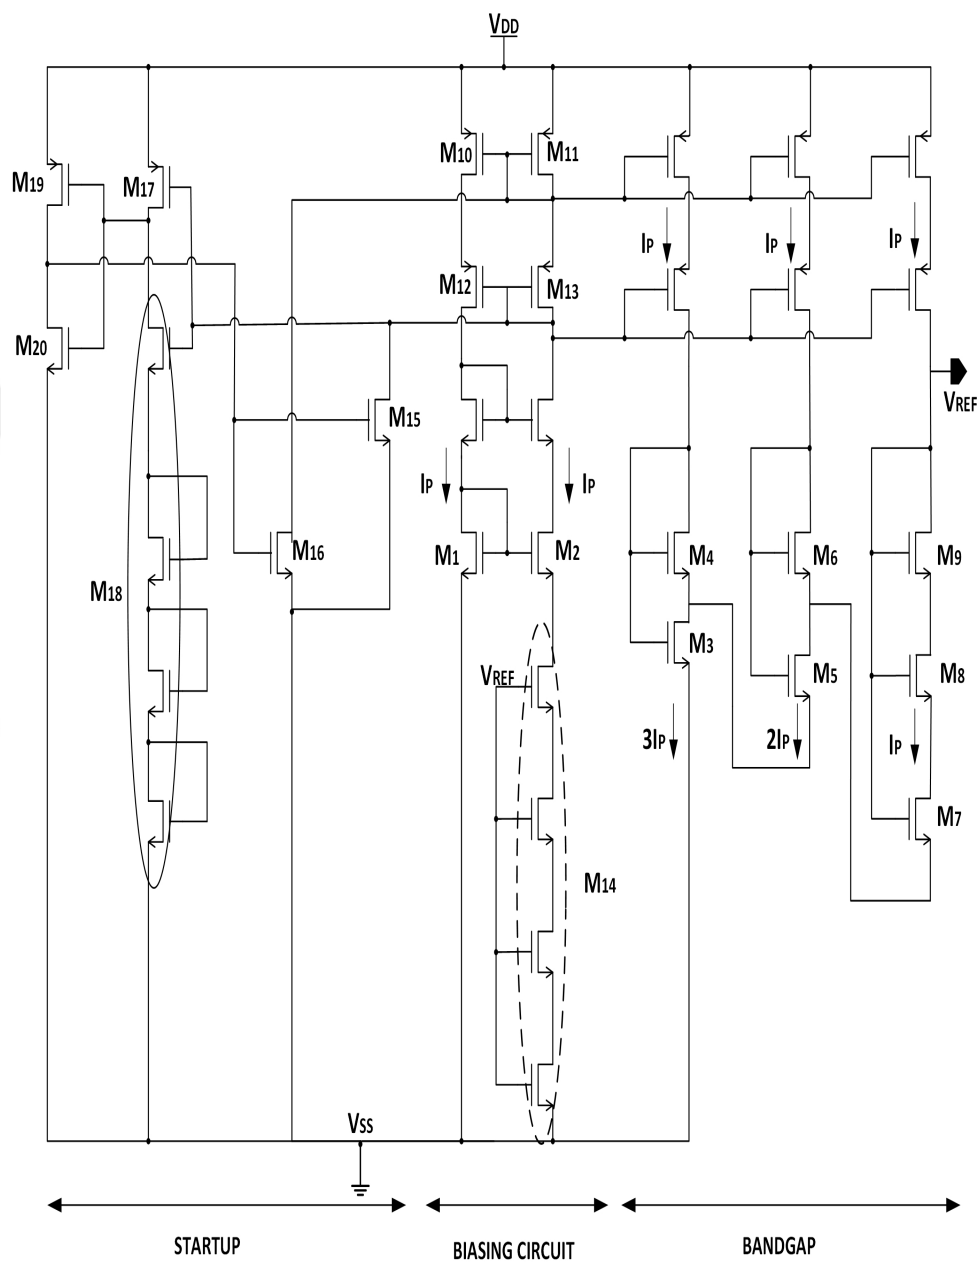 VDD
M19
M17
M10
M11
IP
IP
IP
M12
M13
M20
VREF
M15
IP
IP
M16
M1
M2
M4
M6
M9
M18
M3
VREF
M5
M8
3IP
2IP
IP
M7
M14
VSS
STARTUP
BIASING CIRCUIT
BANDGAP